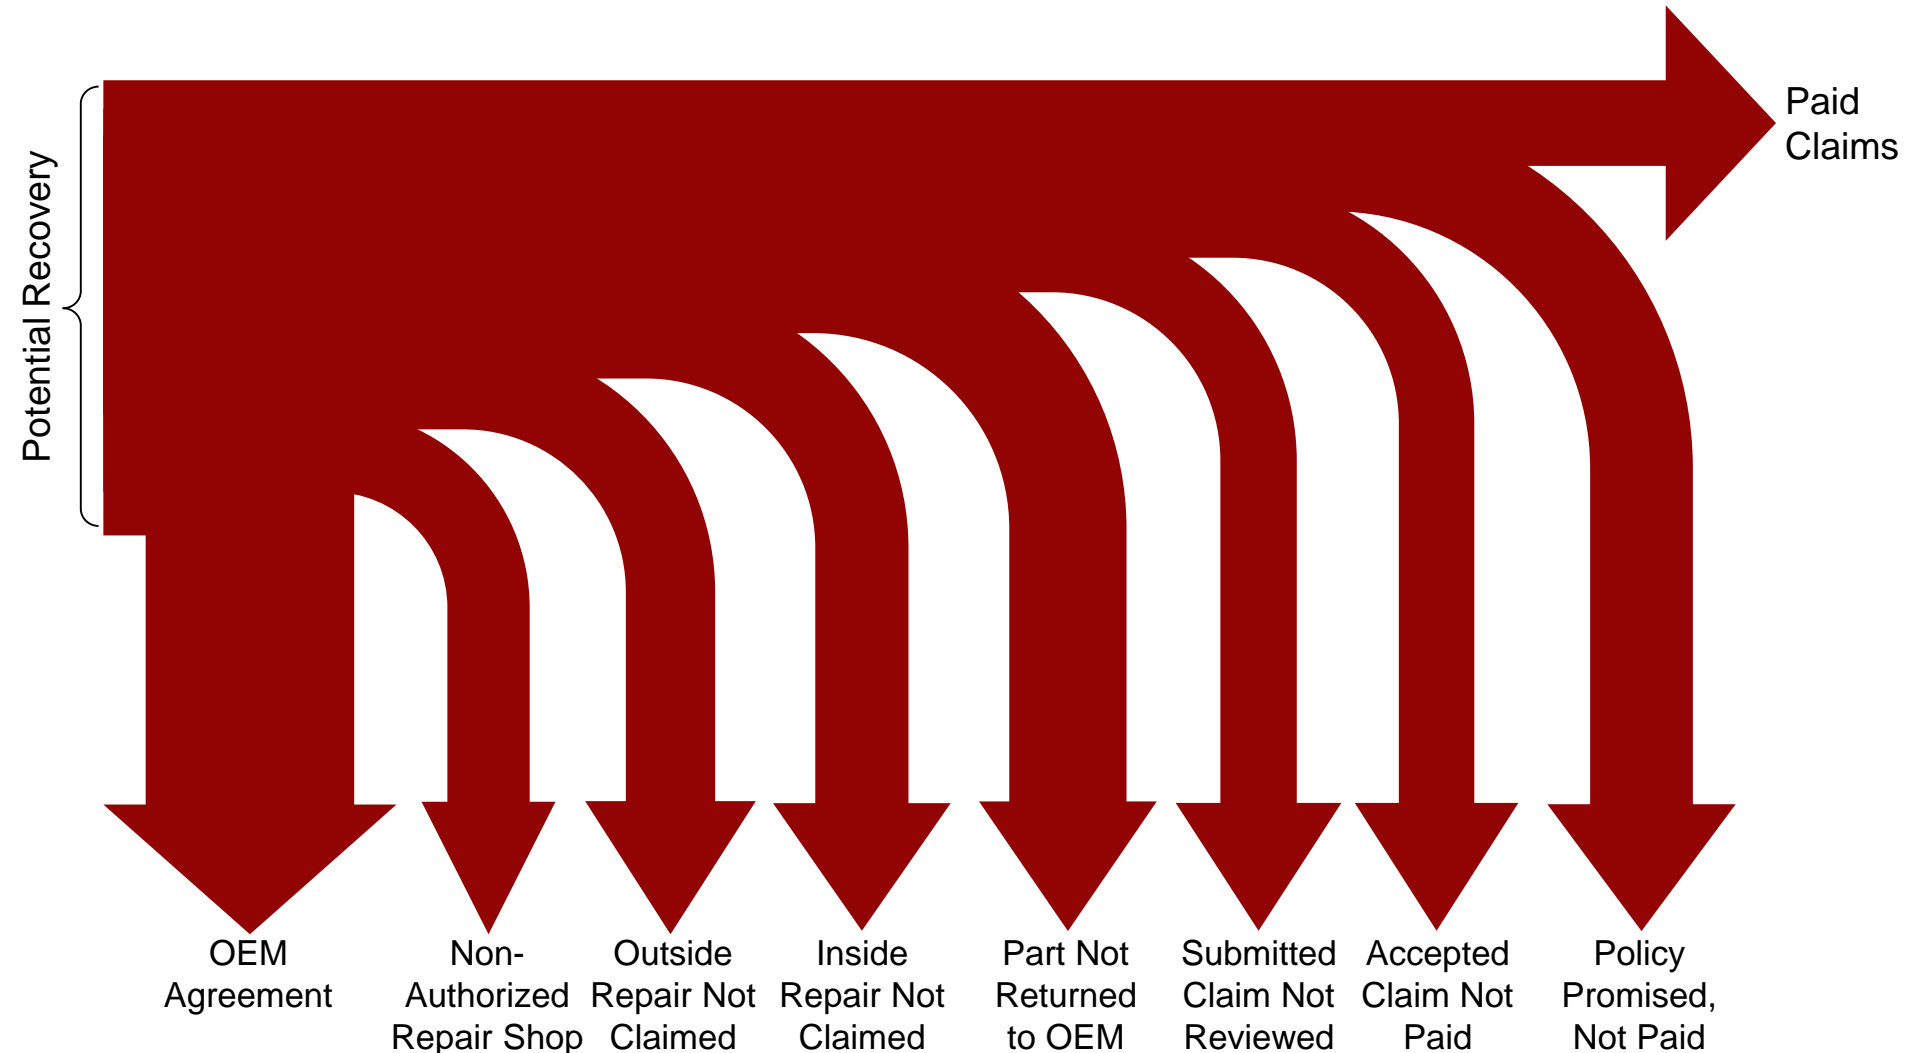 Potential Recovery
Paid
Claims
OEM
Agreement
Non-
Authorized
Repair Shop
Outside
Repair Not
Claimed
Inside
Repair Not
Claimed
Part Not
Returned
to OEM
Submitted
Claim Not
Reviewed
Accepted
Claim Not
Paid
Policy
Promised,
Not Paid